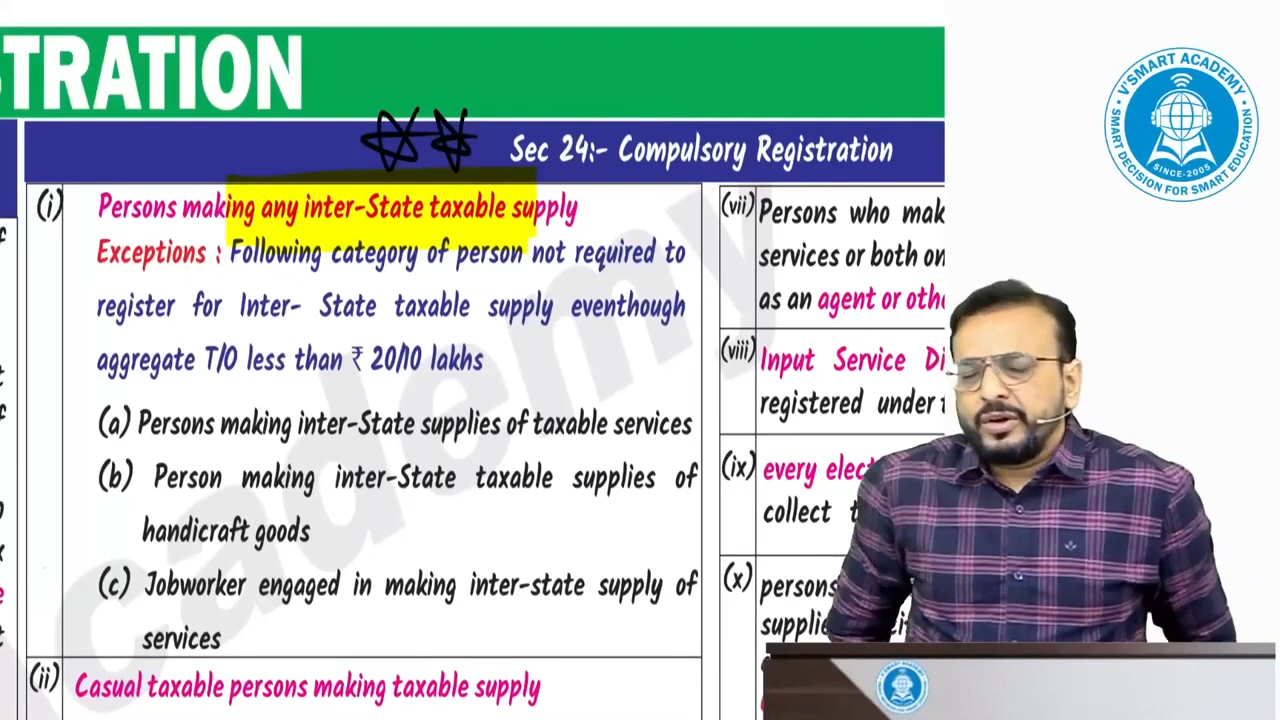 STRATION
Sec 24:- Compulsory Registration
(i) Persons making any inter-State taxable supply
Exceptions : Following category of person not required to
register for Inter- State taxable supply eventhough
aggregate T/O less than ₹ 20/10 lakhs
(a) Persons making inter-State supplies of taxable services
(b) Person making inter-State taxable supplies of
handicraft goods
(c) Jobworker engaged in making inter-state supply of
services
(ii) Casual taxable persons making taxable supply
(vii) Persons who mak
services or both on
as an agent or othe
(viii) Input Service Di
registered under
(ix) every elect
collect
(x) persons
supplie
V'SMART ACADEMY
SINCE-2005
SMART DECISION FOR SMART EDUCATION
cademy